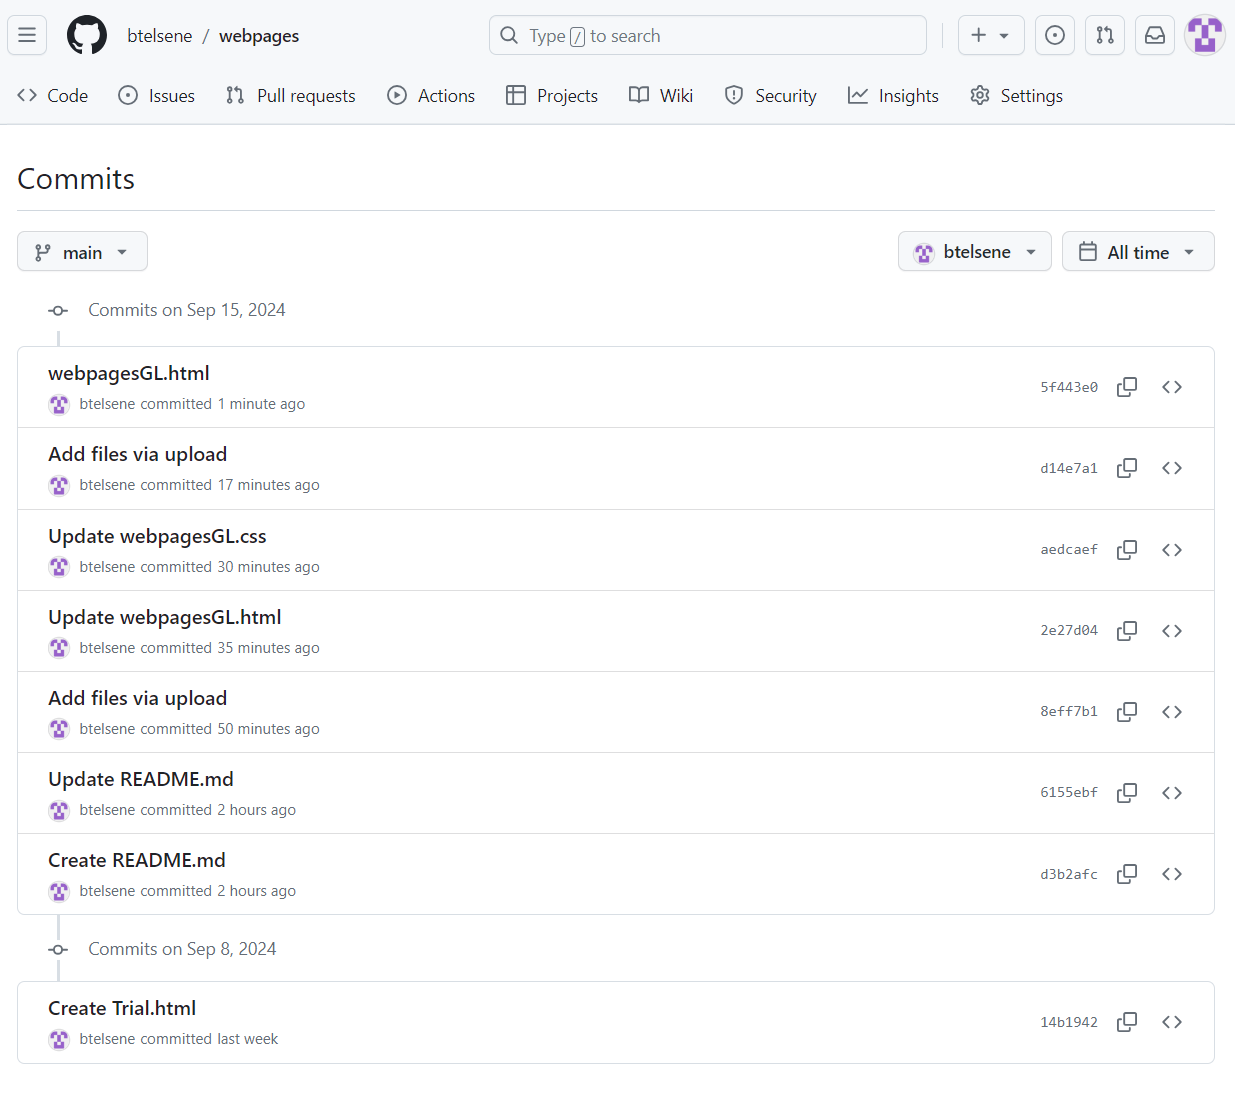 btelsene / webpages
Type / to search
Code Issues Pull requests Actions Projects Wiki Security Insights Settings
Commits
main btelsene All time
Commits on Sep 15, 2024
webpagesGL.html
btelsene committed 1 minute ago
5f443e0
Add files via upload
btelsene committed 17 minutes ago
d14e7a1
Update webpagesGL.css
btelsene committed 30 minutes ago
aedcaef
Update webpagesGL.html
btelsene committed 35 minutes ago
2e27d04
Add files via upload
btelsene committed 50 minutes ago
8eff7b1
Update README.md
btelsene committed 2 hours ago
6155ebf
Create README.md
btelsene committed 2 hours ago
d3b2afc
Commits on Sep 8, 2024
Create Trial.html
btelsene committed last week
14b1942